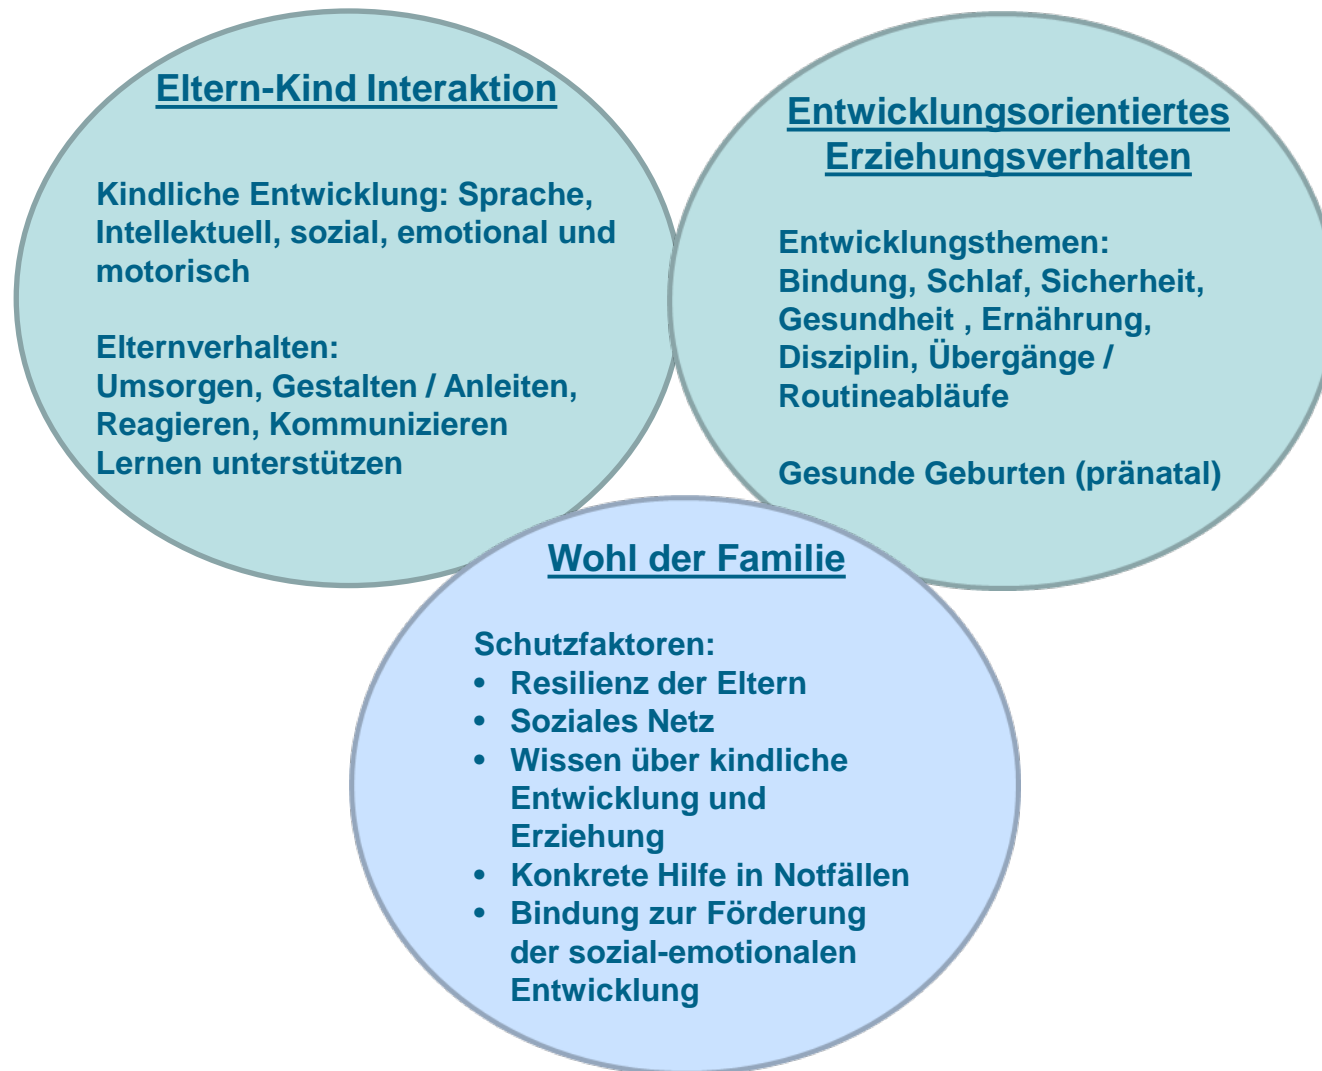 Eltern-Kind Interaktion
Kindliche Entwicklung: Sprache,
Intellektuell, sozial, emotional und
motorisch
Elternverhalten:
Umsorgen, Gestalten / Anleiten,
Reagieren, Kommunizieren
Lernen unterstützen
Entwicklungsorientiertes
Erziehungsverhalten
Entwicklungsthemen:
Bindung, Schlaf, Sicherheit,
Gesundheit , Ernährung,
Disziplin, Übergänge /
Routineabläufe
Gesunde Geburten (pränatal)
Wohl der Familie
Schutzfaktoren:
• Resilienz der Eltern
• Soziales Netz
• Wissen über kindliche
Entwicklung und
Erziehung
• Konkrete Hilfe in Notfällen
• Bindung zur Förderung
der sozial-emotionalen
Entwicklung